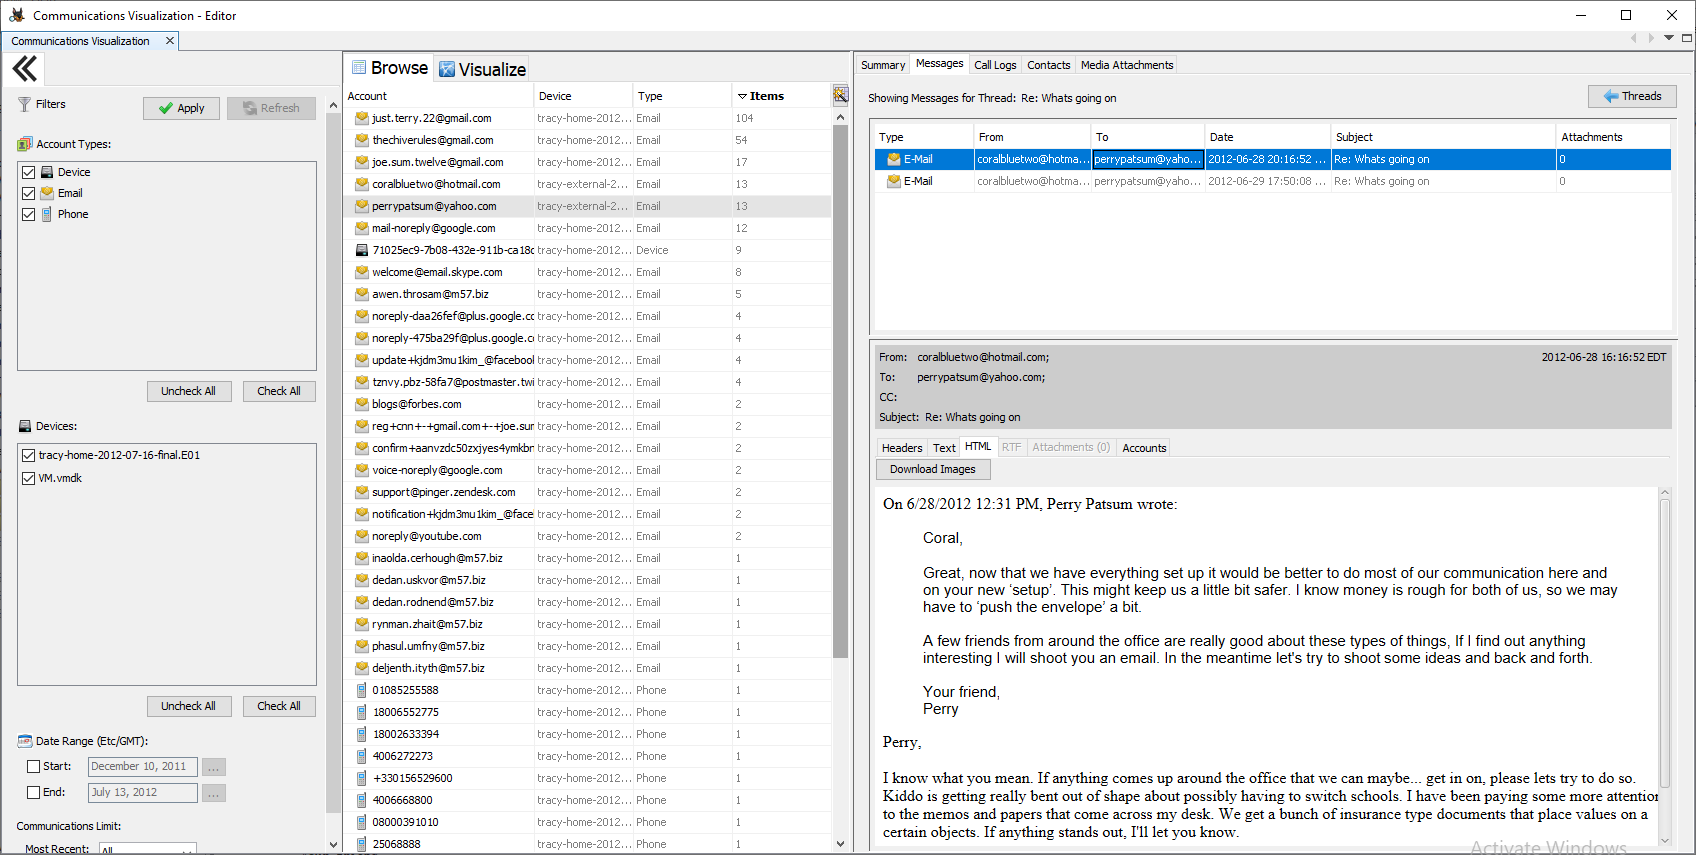 Communications Visualization - Editor
Communications Visualization
Filters
Apply
Refresh
Account Types:
Device
Email
Phone
Uncheck All
Check All
Devices:
tracy-home-2012-07-16-final.E01
VM.vmdk
Uncheck All
Check All
Date Range (Etc/GMT):
Start: December 10, 2011 ...
End: July 13, 2012 ...
Communications Limit:
Most Recent: All
Browse Visualize
Account Device Type Items
just.terry.22@gmail.com tracy-home-2012... Email 104
thechiverules@gmail.com tracy-home-2012... Email 54
joe.sum.twelve@gmail.com tracy-home-2012... Email 17
coralbluetwo@hotmail.com tracy-external-2... Email 13
perrypatsum@yahoo.com tracy-external-2... Email 13
mail-noreply@google.com tracy-home-2012... Email 12
71025ec9-7b08-432e-911b-ca18c tracy-home-2012... Device 9
welcome@email.skype.com tracy-home-2012... Email 8
awen.throsam@m57.biz tracy-home-2012... Email 5
noreply-daa26fef@plus.google.cc tracy-home-2012... Email 4
noreply-475ba29f@plus.google.c tracy-home-2012... Email 4
update+kjdm3mu1kim_@facebook tracy-home-2012... Email 4
tznvy.pbz-58fa7@postmaster.twi tracy-home-2012... Email 4
blogs@forbes.com tracy-home-2012... Email 2
reg+cnn+-+gmail.com+-+joe.sum tracy-home-2012... Email 2
confirm+aanvzdc50zxjyes4ymkbr tracy-home-2012... Email 2
voice-noreply@google.com tracy-home-2012... Email 2
support@pinger.zendesk.com tracy-home-2012... Email 2
notification+kjdm3mu1kim_@face tracy-home-2012... Email 2
noreply@youtube.com tracy-home-2012... Email 2
inaolda.cerhough@m57.biz tracy-home-2012... Email 1
dedan.uskvor@m57.biz tracy-home-2012... Email 1
dedan.rodnend@m57.biz tracy-home-2012... Email 1
rynman.zhait@m57.biz tracy-home-2012... Email 1
phasul.umfny@m57.biz tracy-home-2012... Email 1
deljenth.ityth@m57.biz tracy-home-2012... Email 1
01085255588 tracy-home-2012... Phone 1
18006552775 tracy-home-2012... Phone 1
18002633394 tracy-home-2012... Phone 1
4006272273 tracy-home-2012... Phone 1
+330156529600 tracy-home-2012... Phone 1
4006668800 tracy-home-2012... Phone 1
08000391010 tracy-home-2012... Phone 1
25068888 tracy-home-2012... Phone 1
Summary Messages Call Logs Contacts Media Attachments
Showing Messages for Thread: Re: Whats going on
Threads
Type From To Date Subject Attachments
E-Mail coralbluetwo@hotma... perrypatsum@yaho... 2012-06-28 20:16:52 ... Re: Whats going on 0
E-Mail coralbluetwo@hotma... perrypatsum@yaho... 2012-06-29 17:50:08 ... Re: Whats going on 0
From: coralbluetwo@hotmail.com; 2012-06-28 16:16:52 EDT
To: perrypatsum@yahoo.com;
CC:
Subject: Re: Whats going on
Headers Text HTML RTF Attachments (0) Accounts
Download Images
On 6/28/2012 12:31 PM, Perry Patsum wrote:
Coral,
Great, now that we have everything set up it would be better to do most of our communication here and
on your new ‘setup’. This might keep us a little bit safer. I know money is rough for both of us, so we may
have to ‘push the envelope’ a bit.
A few friends from around the office are really good about these types of things, If I find out anything
interesting I will shoot you an email. In the meantime let's try to shoot some ideas and back and forth.
Your friend,
Perry
Perry,
I know what you mean. If anything comes up around the office that we can maybe... get in on, please lets try to do so.
Kiddo is getting really bent out of shape about possibly having to switch schools. I have been paying some more attention
to the memos and papers that come across my desk. We get a bunch of insurance type documents that place values on a
certain objects. If anything stands out, I'll let you know.
Activate Windows